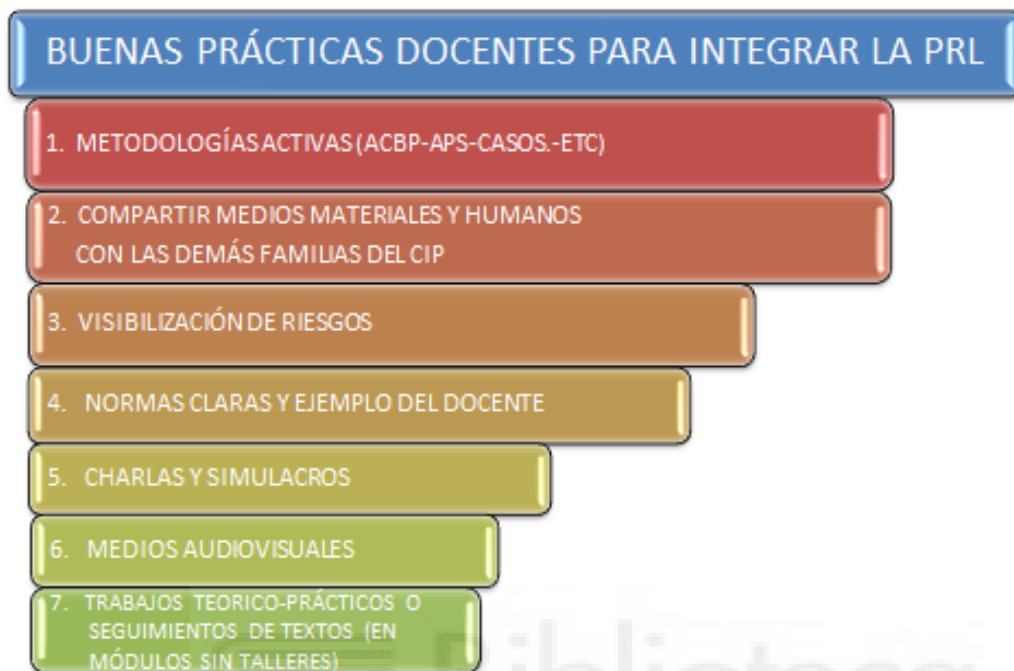 BUENAS PRÁCTICAS DOCENTES PARA INTEGRAR LA PRL
1. METODOLOGÍAS ACTIVAS (ACBP-APS-CASOS.-ETC)
2. COMPARTIR MEDIOS MATERIALES Y HUMANOS
CON LAS DEMÁS FAMILIAS DEL CIP
3. VISIBILIZACIÓN DE RIESGOS
4. NORMAS CLARAS Y EJEMPLO DEL DOCENTE
5. CHARLAS Y SIMULACROS
6. MEDIOS AUDIOVISUALES
7. TRABAJOS TEORICO-PRÁCTICOS O
SEGUIMIENTOS DE TEXTOS (EN
MÓDULOS SIN TALLERES)
Biblioteca